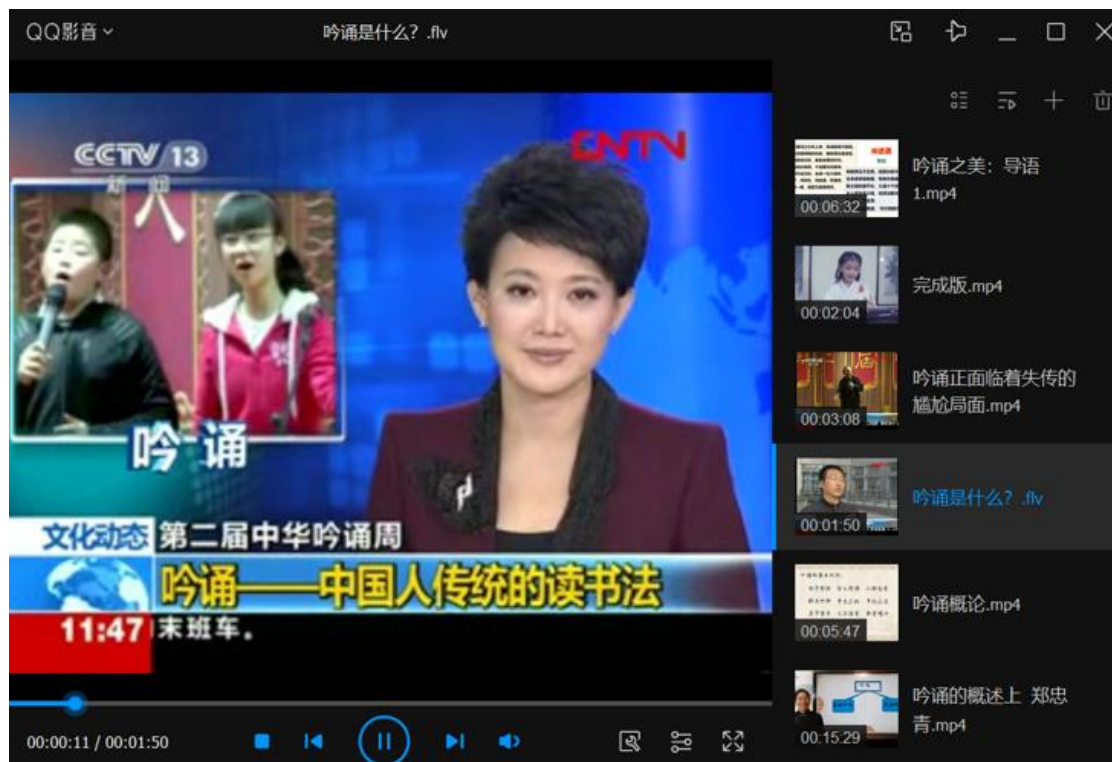 QQ影音
吟诵是什么？.flv
CCTV 13
新闻
CNTV
吟诵
文化动态
第二届中华吟诵周
吟诵——中国人传统的读书法
11:47
末班车。
00:00:11 / 00:01:50
00:06:32
吟诵之美：导语
1.mp4
00:02:04
完成版.mp4
00:03:08
吟诵正面临着失传的
尴尬局面.mp4
00:01:50
吟诵是什么？.flv
00:05:47
吟诵概论.mp4
00:15:29
吟诵的概述上 郑忠
青.mp4